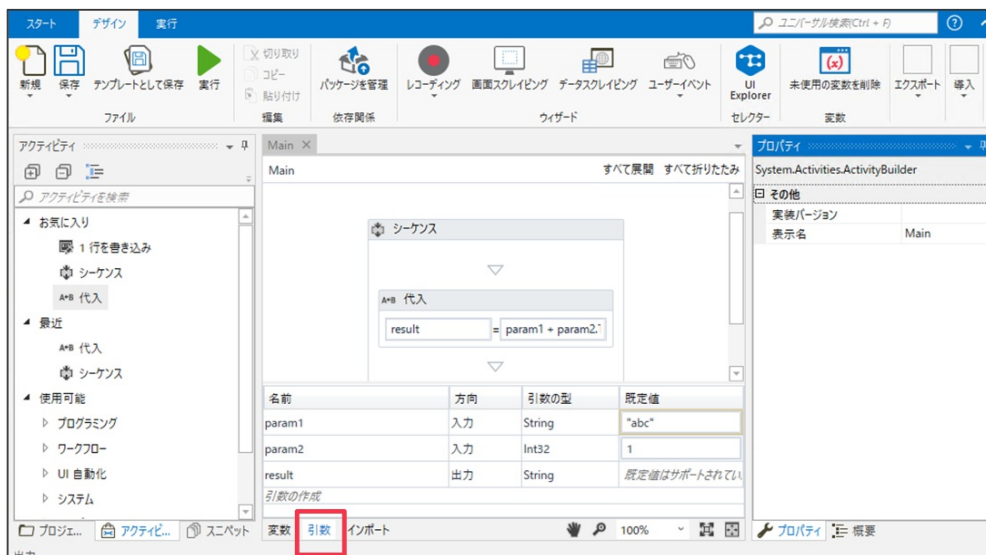 スタート デザイン 実行 ユニバーサル検索(Ctrl + F)
新規 保存 テンプレートとして保存 実行 切り取り コピー 貼り付け パッケージを管理 レコーディング 画面スクレイピング データスクレイピング ユーザーイベント UI Explorer 未使用の変数を削除 エクスポート 導入
ファイル 編集 依存関係 ウィザード セレクター 変数
アクティビティ
アクティビティを検索
お気に入り
1 行を書き込み
シーケンス
A+B 代入
最近
A+B 代入
シーケンス
使用可能
プログラミング
ワークフロー
UI 自動化
システム
プロジェ... アクティビ... スニペット
Main
Main すべて展開 すべて折りたたみ
シーケンス
A+B 代入
result = param1 + param2.
名前 方向 引数の型 既定値
param1 入力 String "abc"
param2 入力 Int32 1
result 出力 String 既定値はサポートされてい
引数の作成
変数 引数 インポート 100%
プロパティ
System.Activities.ActivityBuilder
その他
実装バージョン
表示名 Main
プロパティ 概要